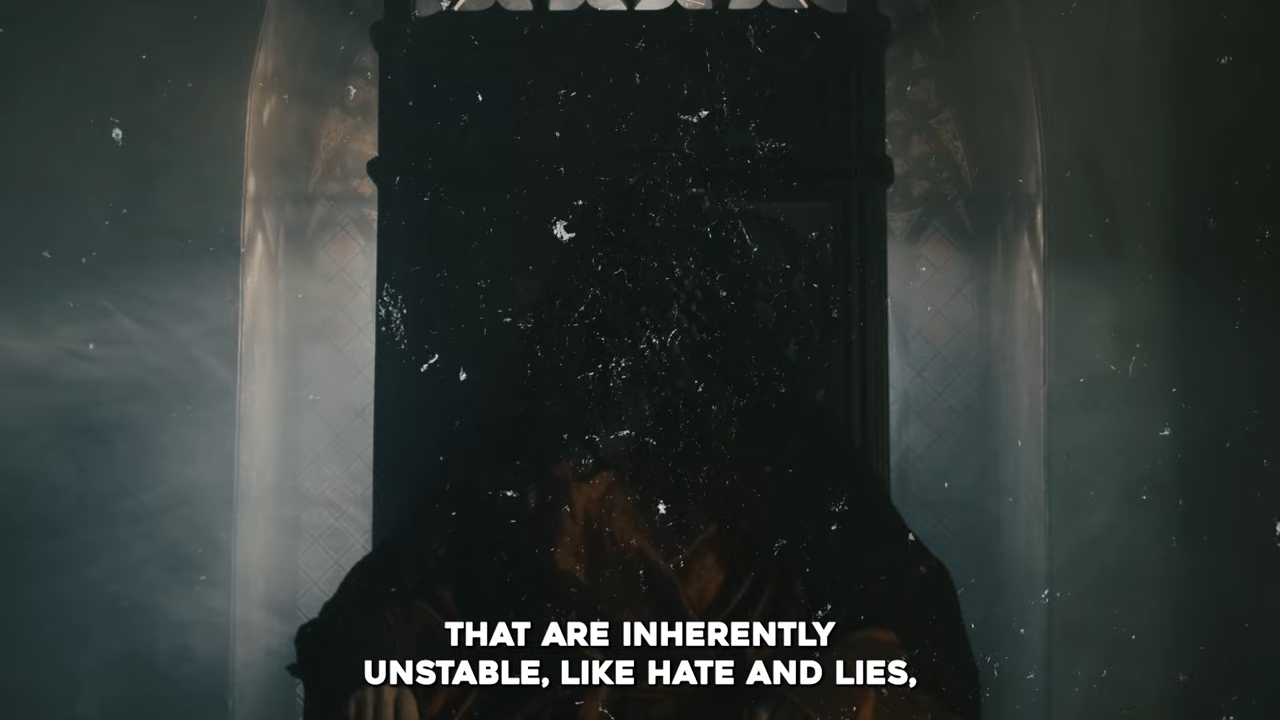 THAT ARE INHERENTLY
UNSTABLE, LIKE HATE AND LIES,